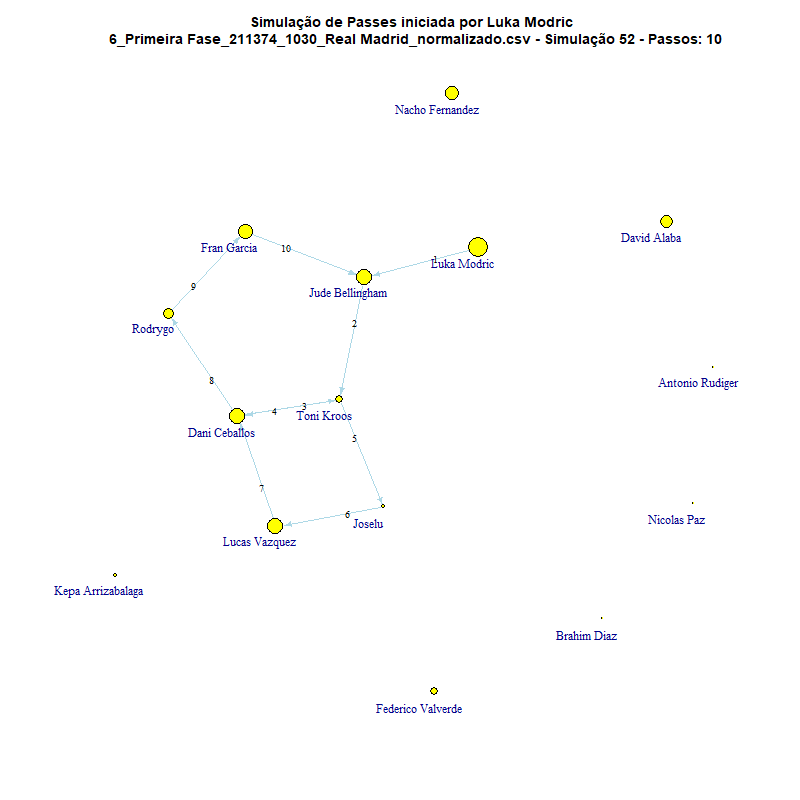 Simulação de Passes iniciada por Luka Modric
6_Primeira Fase_211374_1030_Real Madrid_normalizado.csv - Simulação 52 - Passos: 10
Nacho Fernandez
David Alaba
Fran Garcia
10
1
Luka Modric
Jude Bellingham
9
2
Rodrygo
Antonio Rudiger
8
4
3
Toni Kroos
Dani Ceballos
5
7
6
Joselu
Nicolas Paz
Lucas Vazquez
Kepa Arrizabalaga
Brahim Diaz
Federico Valverde